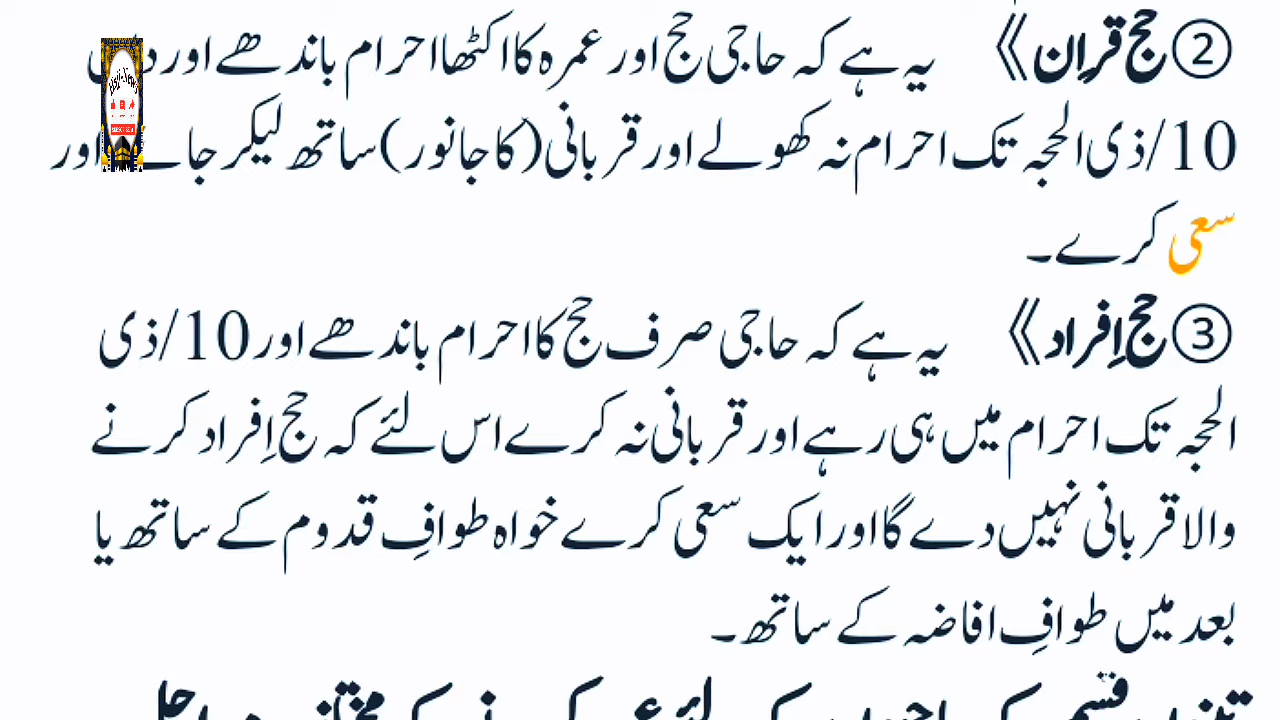 ② حج قران》 یہ ہے کہ حاجی حج اور عمرہ کا اکٹھا احرام باندھے اور
10/ذی الحجہ تک احرام نہ کھولے اور قربانی (کا جانور) ساتھ لیکر جائے اور
سعی کرے۔
③ حج اِفراد》 یہ ہے کہ حاجی صرف حج کا احرام باندھے اور 10/ذی
الحجہ تک احرام میں ہی رہے اور قربانی نہ کرے اس لئے کہ حج اِفراد کرنے
والا قربانی نہیں دے گا اور ایک سعی کرے خواہ طوافِ قدوم کے ساتھ یا
بعد میں طوافِ افاضہ کے ساتھ۔